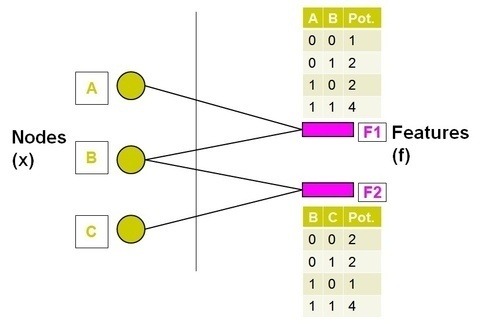 A B Pot.
0 0 1
0 1 2
1 0 2
1 1 4
A
B
C
Nodes
(x)
F1
Features
(f)
F2
B C Pot.
0 0 2
0 1 2
1 0 1
1 1 4